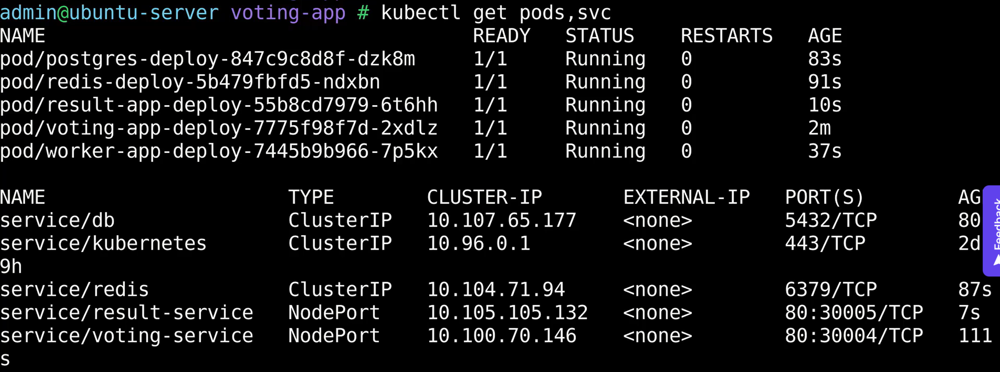 admin@ubuntu-server voting-app # kubectl get pods,svc
NAME READY STATUS RESTARTS AGE
pod/postgres-deploy-847c9c8d8f-dzk8m 1/1 Running 0 83s
pod/redis-deploy-5b479fbfd5-ndxbn 1/1 Running 0 91s
pod/result-app-deploy-55b8cd7979-6t6hh 1/1 Running 0 10s
pod/voting-app-deploy-7775f98f7d-2xdlz 1/1 Running 0 2m
pod/worker-app-deploy-7445b9b966-7p5kx 1/1 Running 0 37s
NAME TYPE CLUSTER-IP EXTERNAL-IP PORT(S) AG
service/db ClusterIP 10.107.65.177 <none> 5432/TCP 80
service/kubernetes ClusterIP 10.96.0.1 <none> 443/TCP 2d
9h
service/redis ClusterIP 10.104.71.94 <none> 6379/TCP 87s
service/result-service NodePort 10.105.105.132 <none> 80:30005/TCP 7s
service/voting-service NodePort 10.100.70.146 <none> 80:30004/TCP 111
s
Feedback